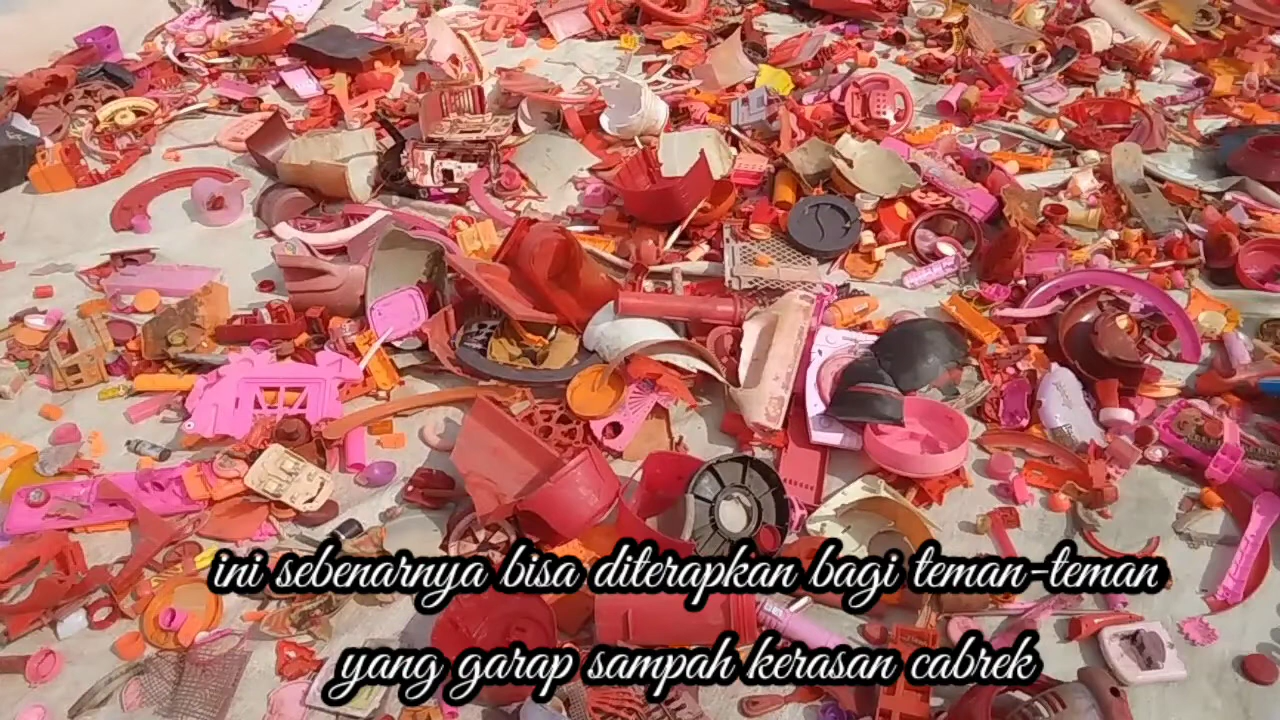 ini sebenarnya bisa diterapkan bagi teman-teman
yang garap sampah kerasan cabrek